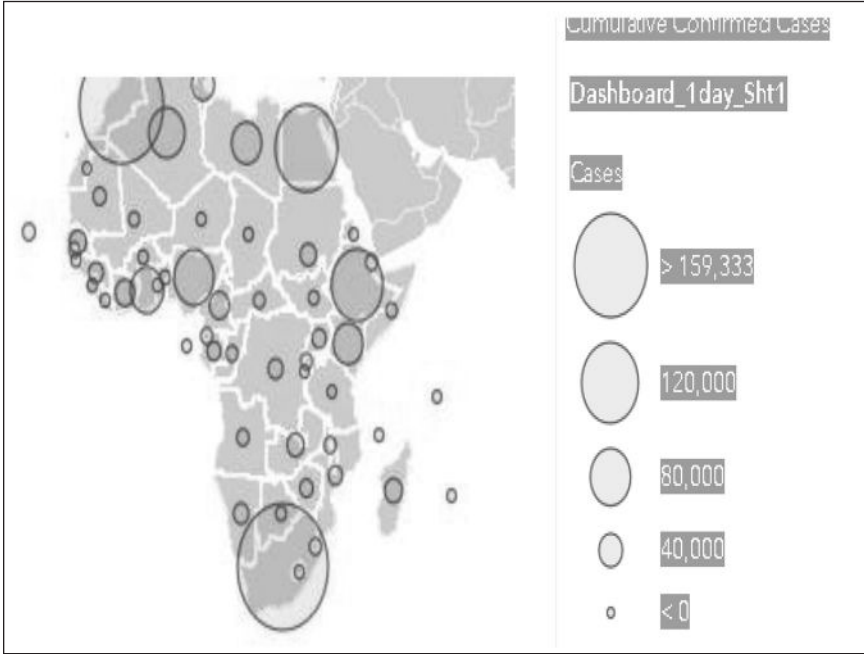 Cumulative Confirmed Cases
Dashboard_1day_Sht1
Cases
> 159,333
120,000
80,000
40,000
< 0